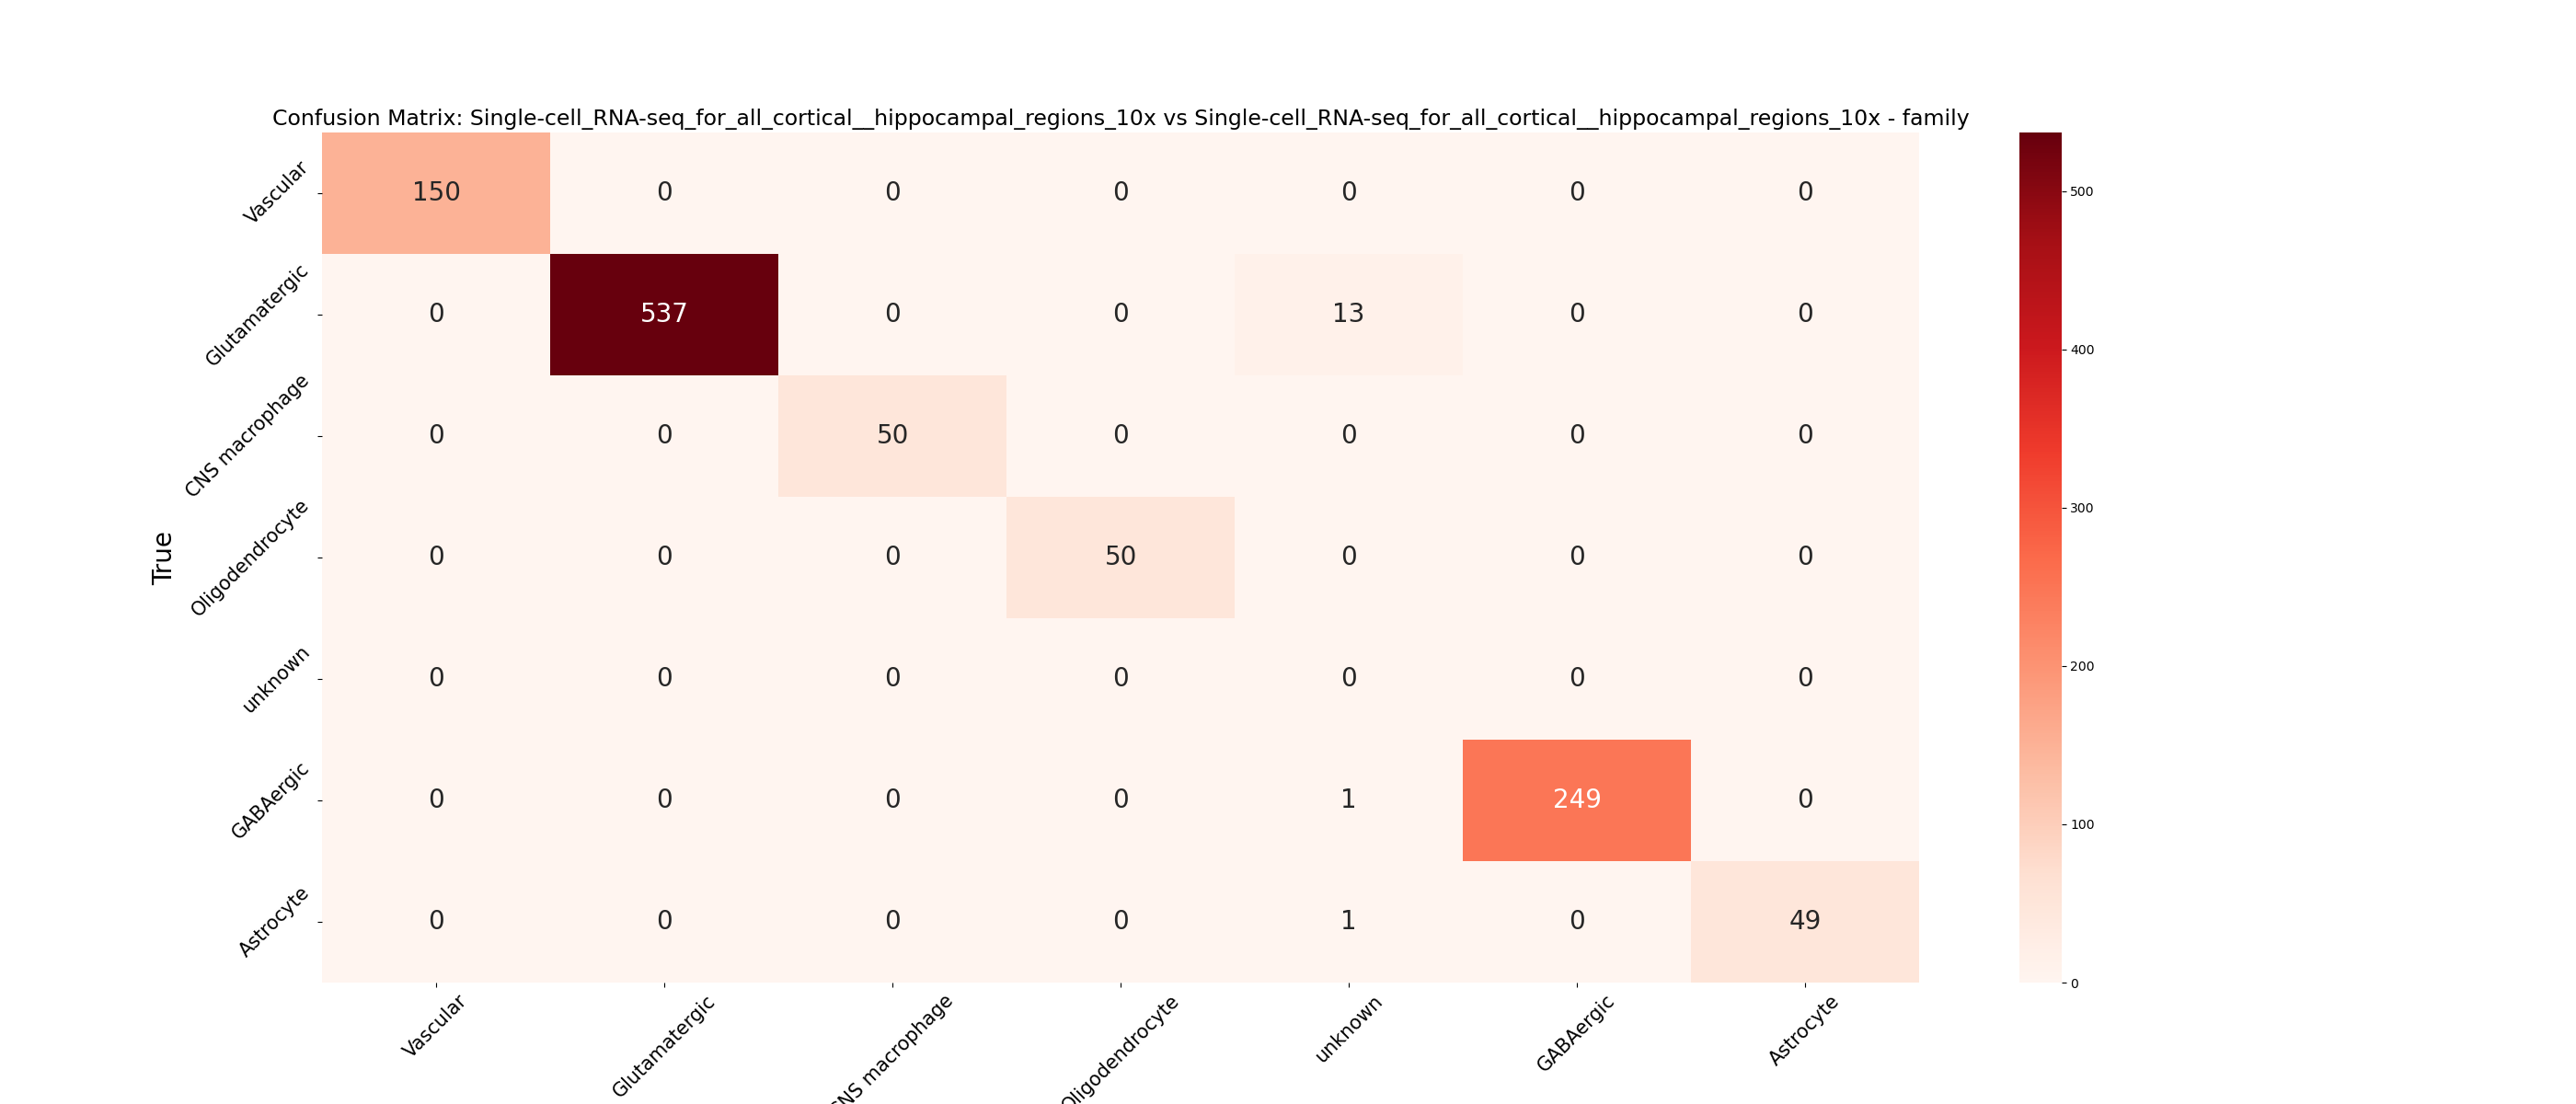 Confusion Matrix: Single-cell_RNA-seq_for_all_cortical__hippocampal_regions_10x vs Single-cell_RNA-seq_for_all_cortical__hippocampal_regions_10x - family
True
Vascular 150 0 0 0 0 0 0
Glutamatergic 0 537 0 0 13 0 0
CNS macrophage 0 0 50 0 0 0 0
Oligodendrocyte 0 0 0 50 0 0 0
unknown 0 0 0 0 0 0 0
GABAergic 0 0 0 0 1 249 0
Astrocyte 0 0 0 0 1 0 49
Vascular Glutamatergic CNS macrophage Oligodendrocyte unknown GABAergic Astrocyte
500
400
300
200
100
0